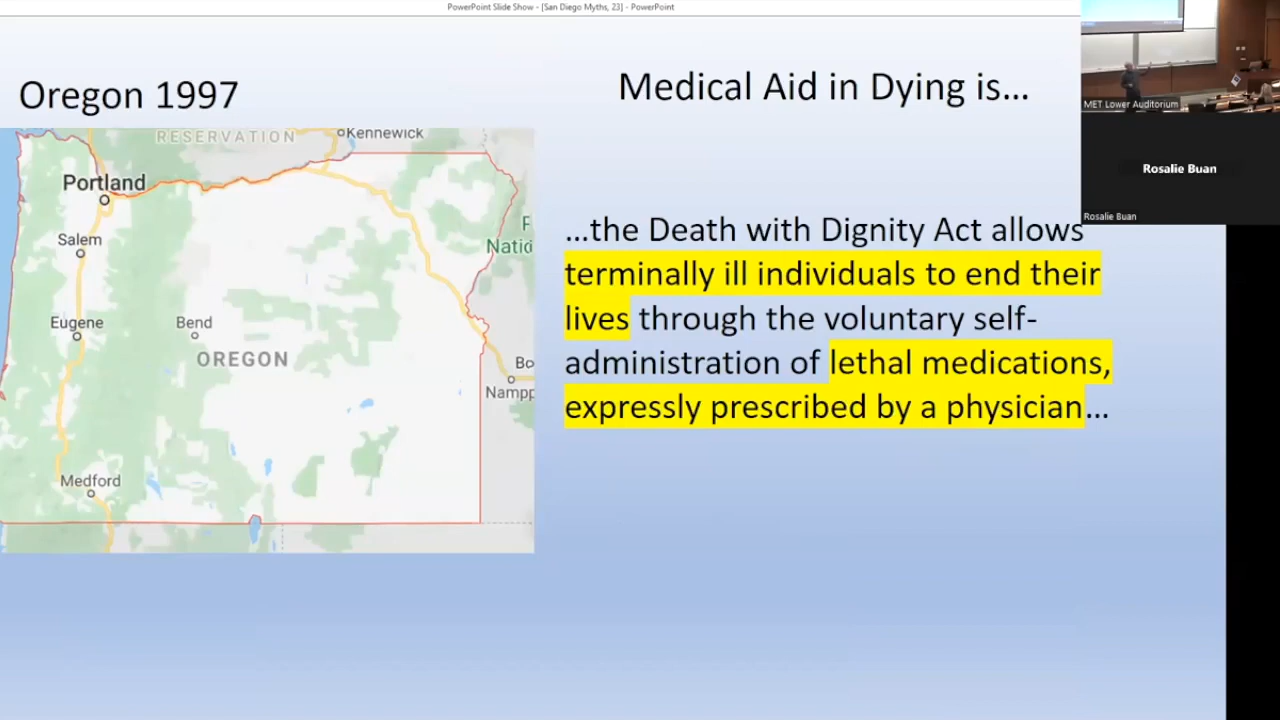 PowerPoint Slide Show - [San Diego Myths, 23] - PowerPoint
Oregon 1997
Medical Aid in Dying is...
MET Lower Auditorium
Rosalie Buan
Rosalie Buan
RESERVATION
Kennewick
Portland
Salem
Eugene
Bend
OREGON
Medford
F
Natio
Bo
Nampp
...the Death with Dignity Act allows
terminally ill individuals to end their
lives through the voluntary self-
administration of lethal medications,
expressly prescribed by a physician...